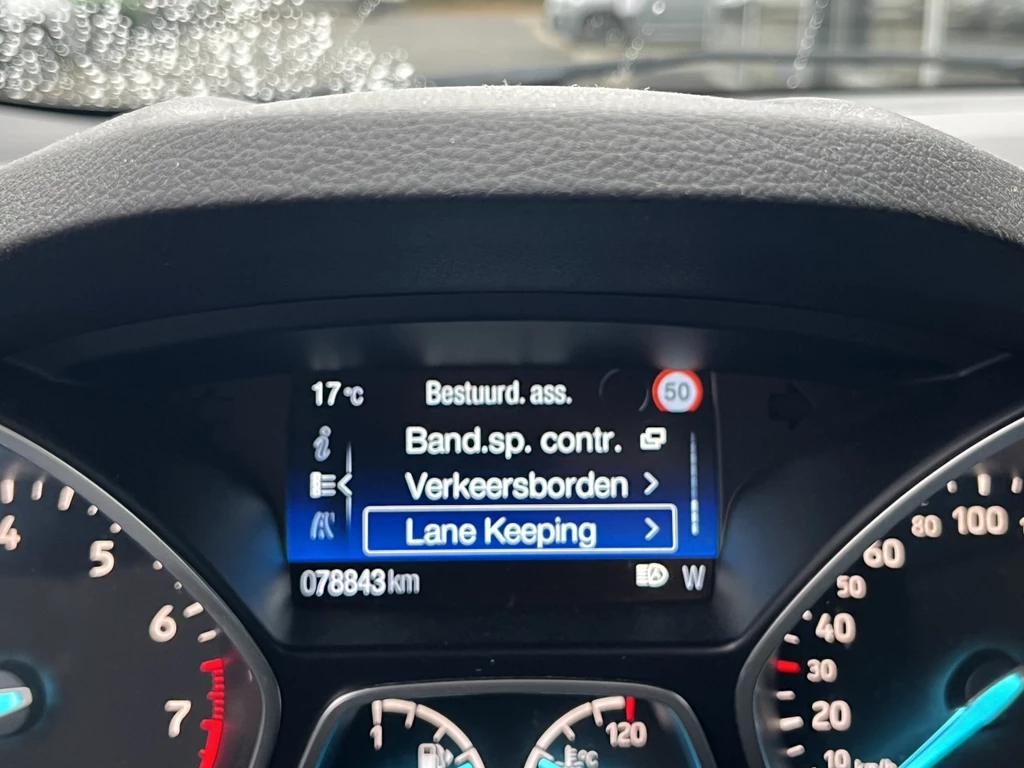 17°C Bestuurd. ass. 50
Band.sp. contr.
Verkeersborden
Lane Keeping
078843 km W
4
5
6
7
1
120
°C
100
80
60
50
40
30
20
10
km/h